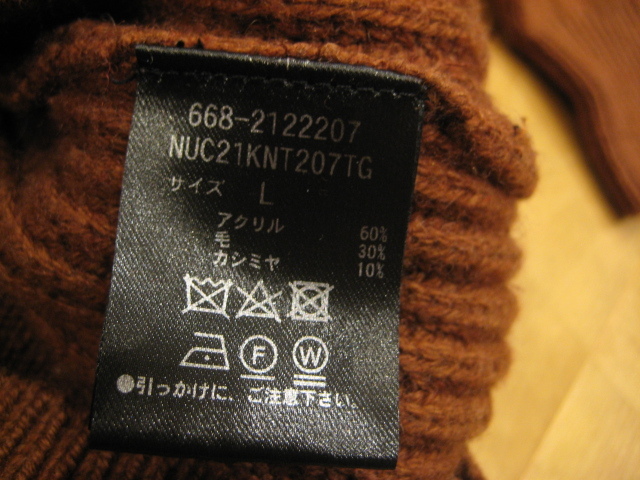 668-2122207
NUC21KNT207TG
サイズ L
アクリル 60%
毛 30%
カシミヤ 10%
F W
●引っかけに、ご注意下さい。